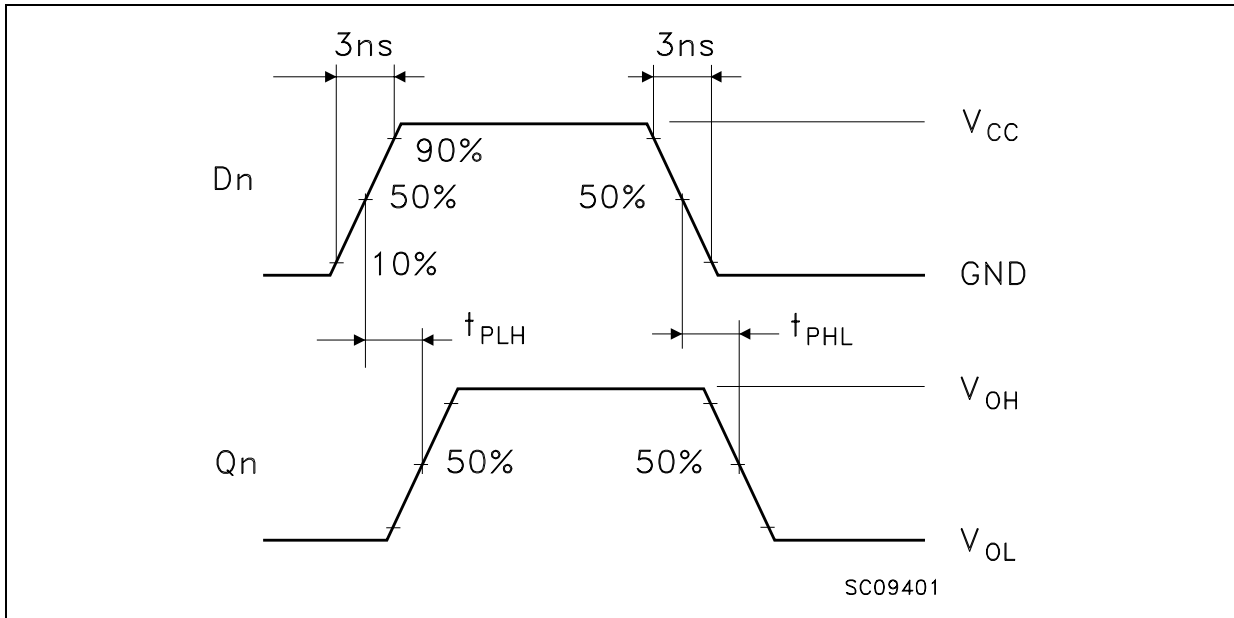 3ns 3ns
V_CC
90%
Dn 50% 50%
10% GND
t_PLH t_PHL
V_OH
Qn 50% 50%
V_OL
SC09401